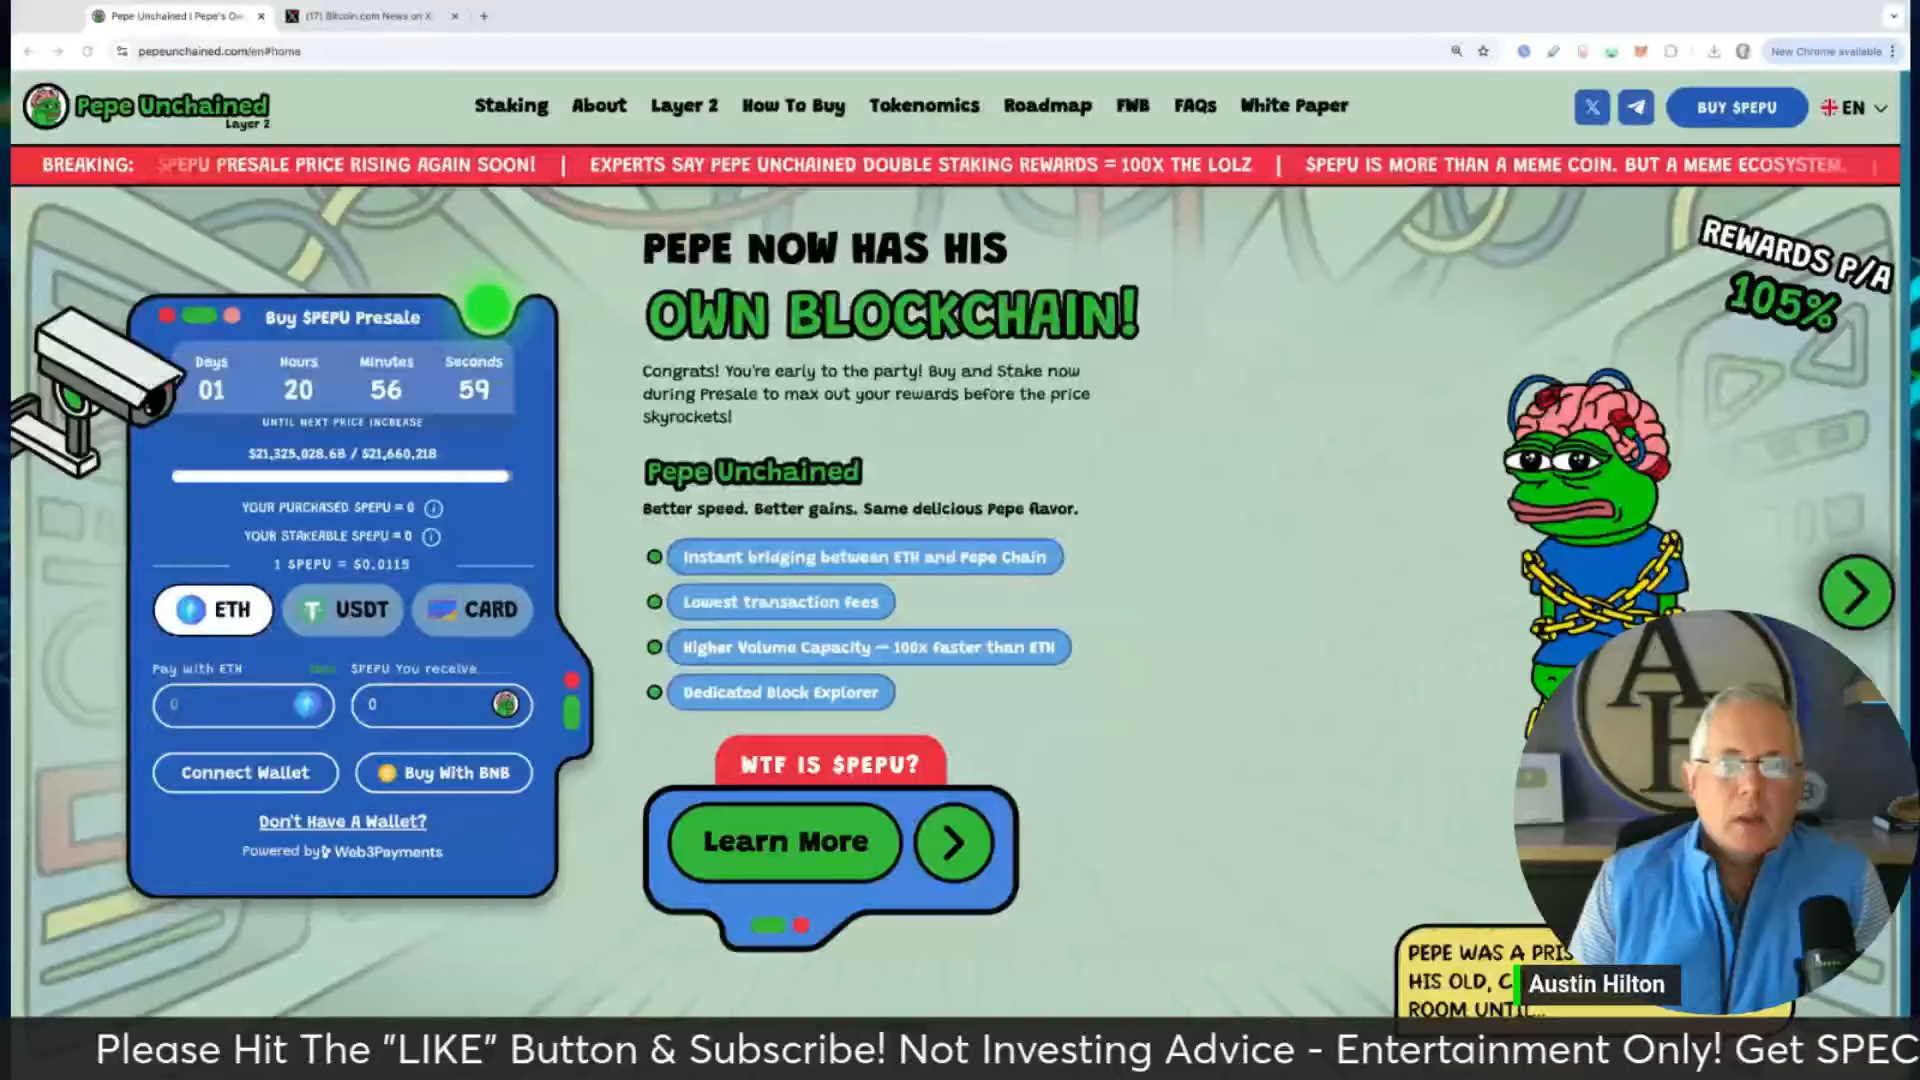 Pepe Unchained | Pepe's Ow
(17) Bitcoin.com News on X
pepeunchained.com/en#home
New Chrome available
Pepe Unchained
Layer 2
Staking
About
Layer 2
How To Buy
Tokenomics
Roadmap
FWB
FAQs
White Paper
BUY $PEPU
EN
BREAKING:
$PEPU PRESALE PRICE RISING AGAIN SOON! | EXPERTS SAY PEPE UNCHAINED DOUBLE STAKING REWARDS = 100X THE LOLZ | $PEPU IS MORE THAN A MEME COIN. BUT A MEME ECOSYSTEM. |
Buy $PEPU Presale
Days Hours Minutes Seconds
01 20 56 59
UNTIL NEXT PRICE INCREASE
$21,325,028.68 / $21,660,218
YOUR PURCHASED $PEPU = 0
YOUR STAKEABLE $PEPU = 0
1 $PEPU = $0.0115
ETH
USDT
CARD
Pay with ETH
$PEPU You receive
0
0
Connect Wallet
Buy With BNB
Don't Have A Wallet?
Powered by Web3Payments
PEPE NOW HAS HIS
OWN BLOCKCHAIN!
Congrats! You're early to the party! Buy and Stake now
during Presale to max out your rewards before the price
skyrockets!
Pepe Unchained
Better speed. Better gains. Same delicious Pepe flavor.
Instant bridging between ETH and Pepe Chain
Lowest transaction fees
Higher Volume Capacity — 100x faster than ETH
Dedicated Block Explorer
WTF IS $PEPU?
Learn More
REWARDS P/A
105%
AH
PEPE WAS A PRIS
HIS OLD, C
ROOM UNTIL...
Austin Hilton
Please Hit The "LIKE" Button & Subscribe! Not Investing Advice - Entertainment Only! Get SPEC